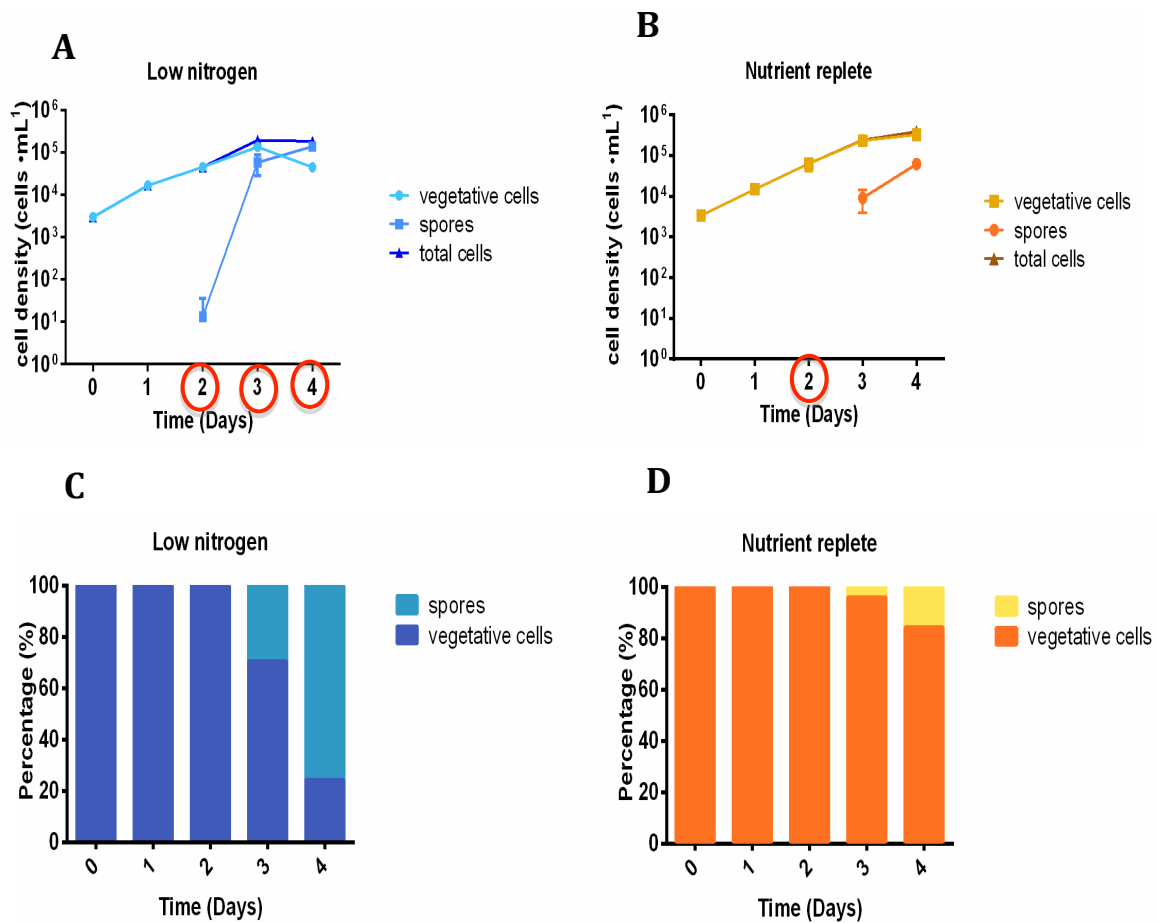 A
Low nitrogen
cell density (cells •mL¹)
10⁶
10⁵
10⁴
10³
10²
10¹
10⁰
0 1 2 3 4
Time (Days)
vegetative cells
spores
total cells
B
Nutrient replete
cell density (cells •mL¹)
10⁶
10⁵
10⁴
10³
10²
10¹
10⁰
0 1 2 3 4
Time (Days)
vegetative cells
spores
total cells
C
Low nitrogen
Percentage (%)
100
80
60
40
20
0
0 1 2 3 4
Time (Days)
spores
vegetative cells
D
Nutrient replete
Percentage (%)
100
80
60
40
20
0
0 1 2 3 4
Time (Days)
spores
vegetative cells